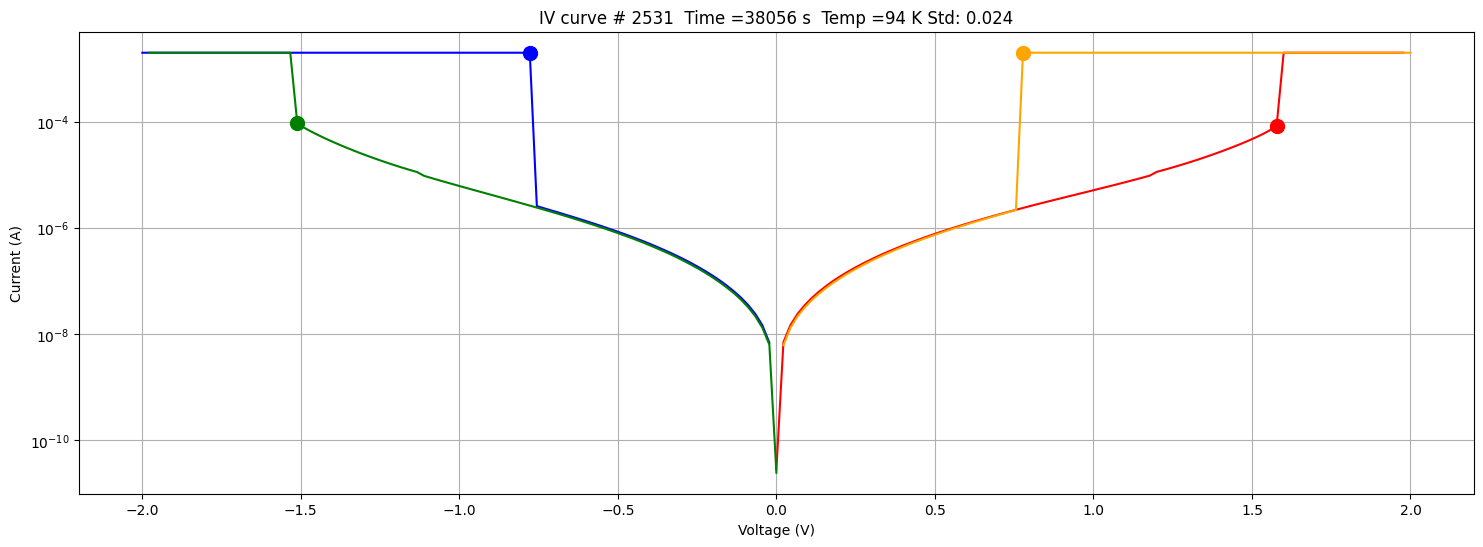 IV curve # 2531  Time =38056 s  Temp =94 K Std: 0.024
Current (A)
10⁻⁴
10⁻⁶
10⁻⁸
10⁻¹⁰
−2.0 −1.5 −1.0 −0.5 0.0 0.5 1.0 1.5 2.0
Voltage (V)